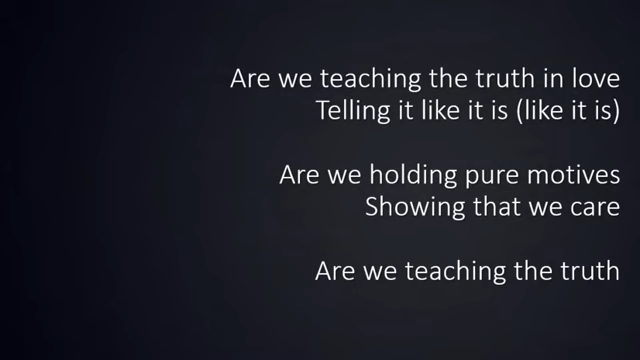 Are we teaching the truth in love
Telling it like it is (like it is)
Are we holding pure motives
Showing that we care
Are we teaching the truth